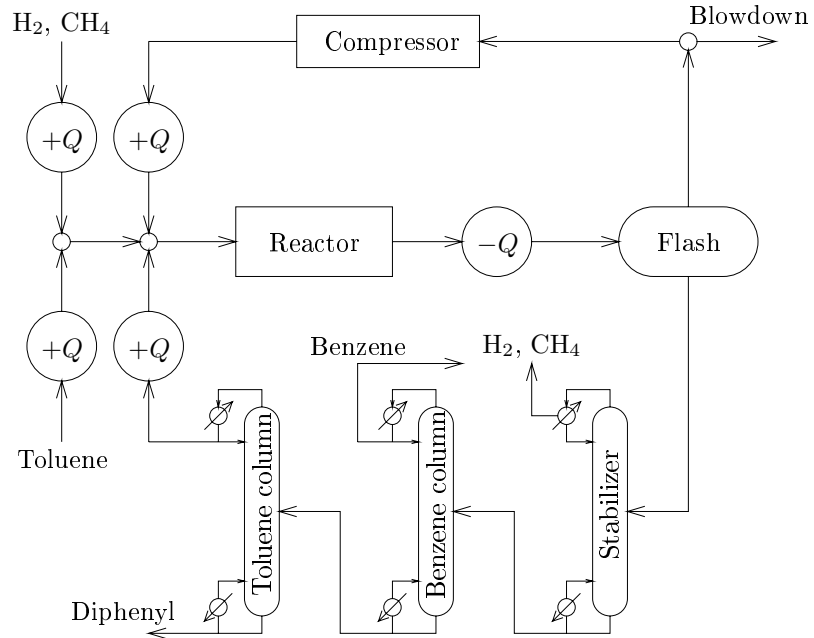 Blowdown
H₂, CH₄
Compressor
+Q
+Q
Reactor
−Q
Flash
+Q
+Q
Benzene
H₂, CH₄
Toluene
Toluene column
Benzene column
Stabilizer
Diphenyl